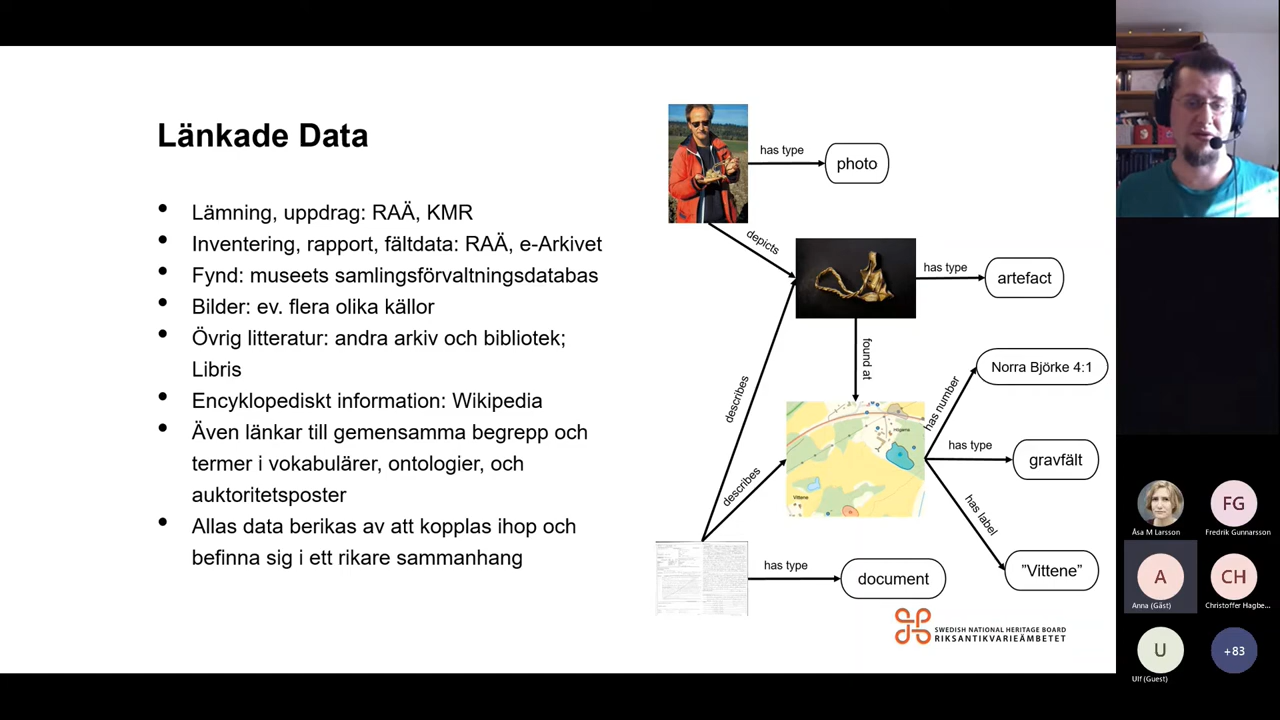 Länkade Data
• Lämning, uppdrag: RAÄ, KMR
• Inventering, rapport, fältdata: RAÄ, e-Arkivet
• Fynd: museets samlingsförvaltningsdatabas
• Bilder: ev. flera olika källor
• Övrig litteratur: andra arkiv och bibliotek;
Libris
• Encyklopediskt information: Wikipedia
• Även länkar till gemensamma begrepp och
termer i vokabulärer, ontologier, och
auktoritetsposter
• Allas data berikas av att kopplas ihop och
befinna sig i ett rikare sammanhang
has type
photo
depicts
has type
artefact
found at
describes
describes
has number
Norra Björke 4:1
has type
gravfält
has label
"Vittene"
Vittene
has type
document
SWEDISH NATIONAL HERITAGE BOARD
RIKSANTIKVARIEÄMBETET
Åsa M Larsson
FG
Fredrik Gunnarsson
A
Anna (Gäst)
CH
Christoffer Hagbe...
U
Ulf (Guest)
+83